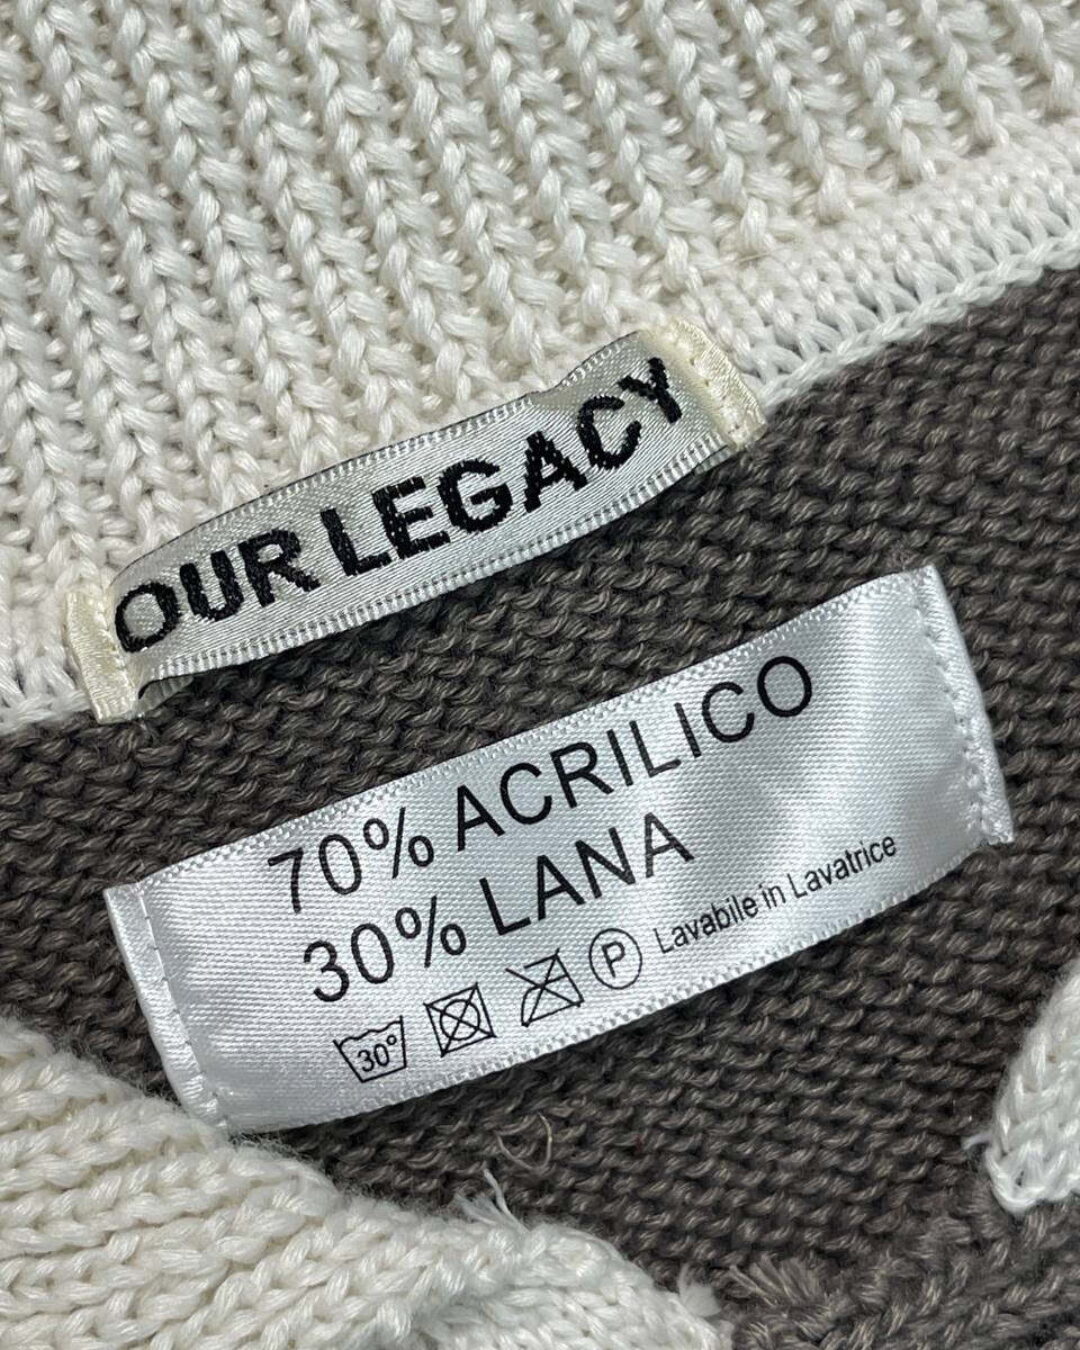 OUR LEGACY
70% ACRILICO
30% LANA
30° P Lavabile in Lavatrice